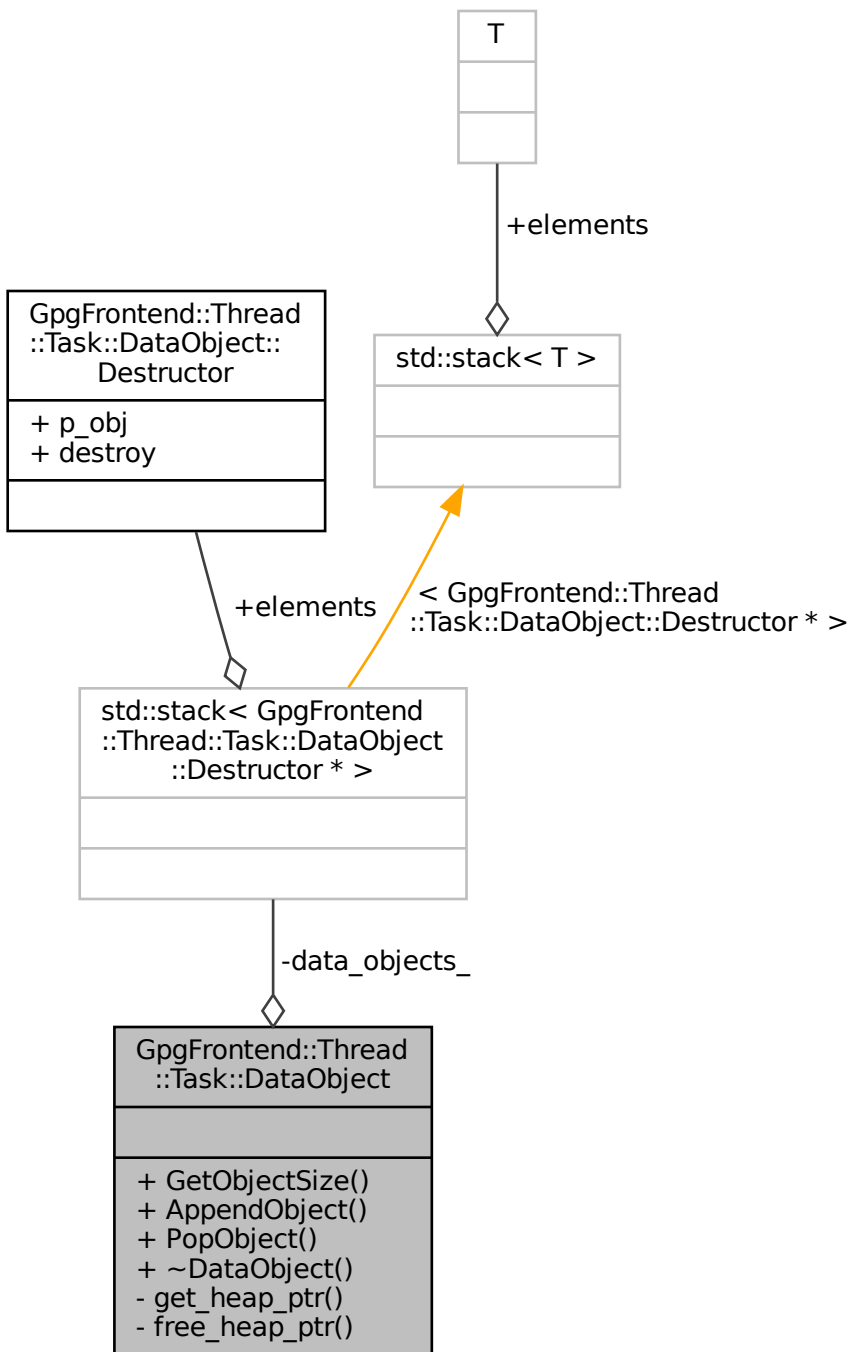 T
+elements
GpgFrontend::Thread
::Task::DataObject::
Destructor
+ p_obj
+ destroy
std::stack< T >
+elements
< GpgFrontend::Thread
::Task::DataObject::Destructor * >
std::stack< GpgFrontend
::Thread::Task::DataObject
::Destructor * >
-data_objects_
GpgFrontend::Thread
::Task::DataObject
+ GetObjectSize()
+ AppendObject()
+ PopObject()
+ ~DataObject()
- get_heap_ptr()
- free_heap_ptr()